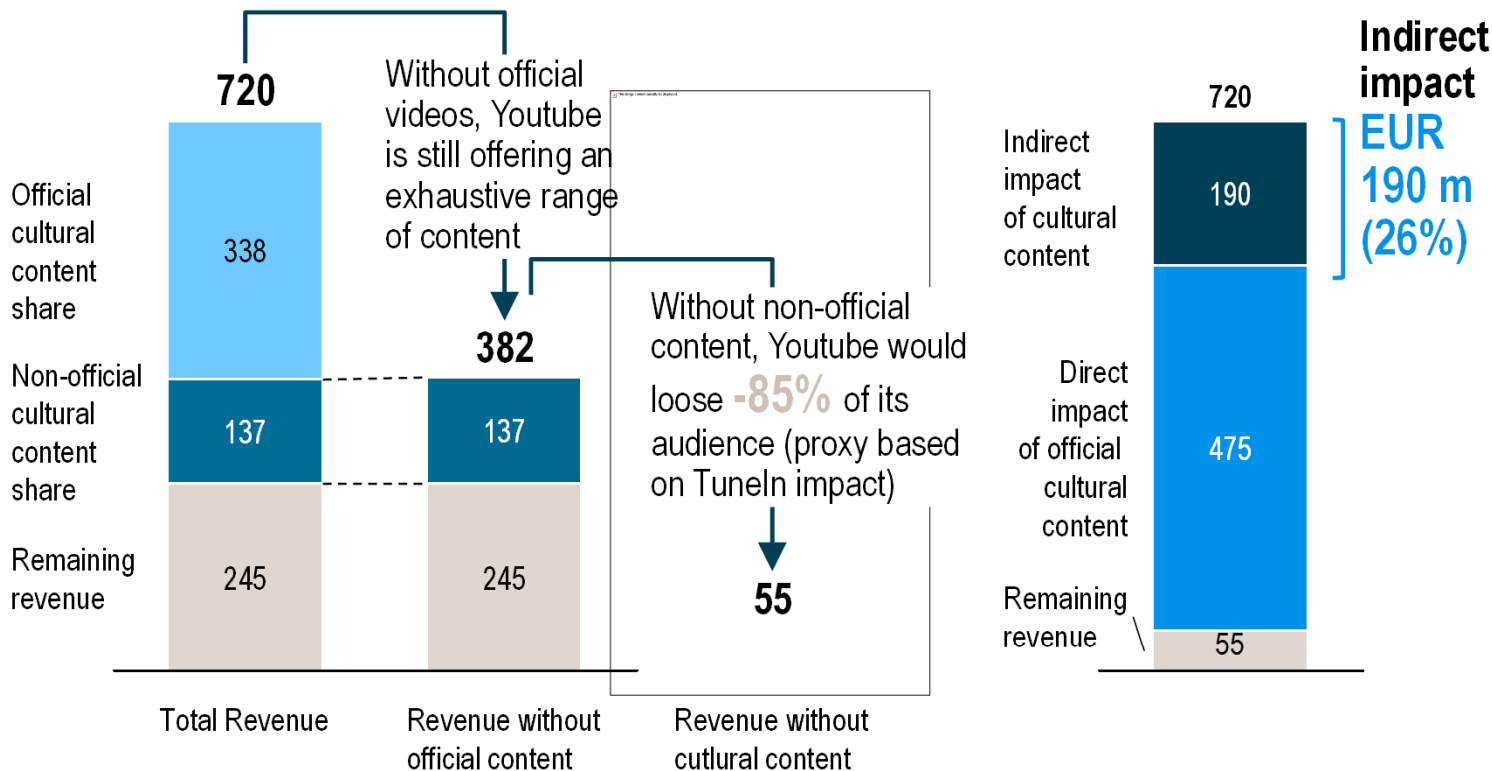 720
Official
cultural
content
share
338
Non-official
cultural
content
share
137
Remaining
revenue
245
Total Revenue
Without official
videos, Youtube
is still offering an
exhaustive range
of content
382
137
245
Revenue without
official content
Without non-official
content, Youtube would
loose -85% of its
audience (proxy based
on TuneIn impact)
55
Revenue without
cutlural content
720
Indirect
impact
of cultural
content
190
Direct
impact
of official
cultural
content
475
Remaining
revenue
55
Indirect
impact
EUR
190 m
(26%)